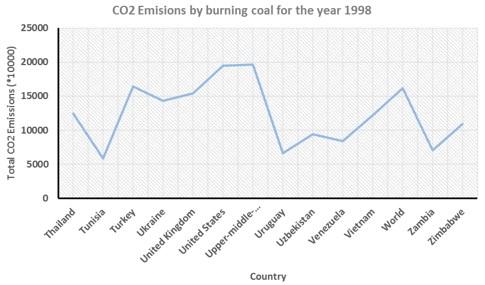 CO2 Emisions by burning coal for the year 1998
Total CO2 Emissions (*10000)
25000
20000
15000
10000
5000
0
Thailand
Tunisia
Turkey
Ukraine
United Kingdom
United States
Upper-middle-...
Uruguay
Uzbekistan
Venezuela
Vietnam
World
Zambia
Zimbabwe
Country